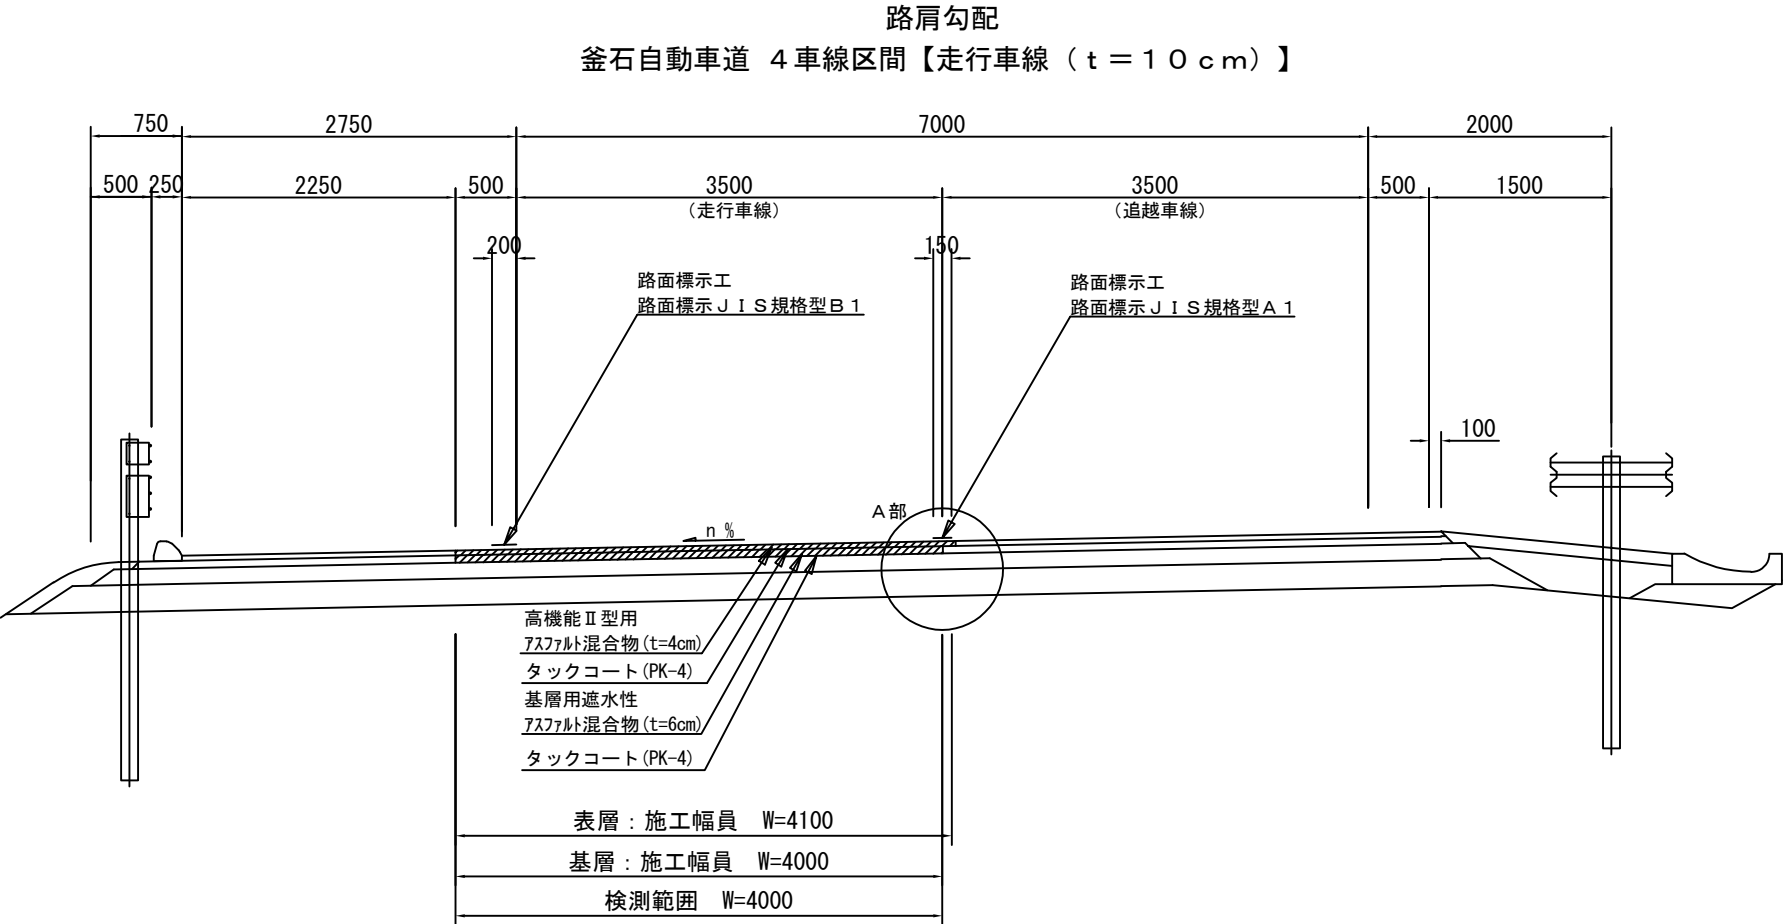 路肩勾配
釜石自動車道 4車線区間【走行車線(t=10cm)】
750 2750 7000 2000
500 250 2250 500 3500 3500 500 1500
(走行車線) (追越車線)
200 150
路面標示工
路面標示JIS規格型B1
路面標示工
路面標示JIS規格型A1
100
A部
n %
高機能Ⅱ型用
アスファルト混合物(t=4cm)
タックコート(PK-4)
基層用遮水性
アスファルト混合物(t=6cm)
タックコート(PK-4)
表層:施工幅員 W=4100
基層:施工幅員 W=4000
検測範囲 W=4000